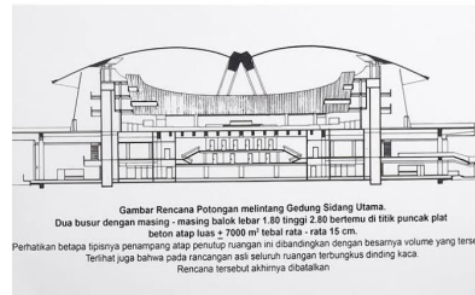 Gambar Rencana Potongan melintang Gedung Sidang Utama.
Dua busur dengan masing - masing balok lebar 1.80 tinggi 2.80 bertemu di titik puncak plat
beton atap luas ± 7000 m² tebal rata - rata 15 cm.
Perhatikan betapa tipisnya penampang atap penutup ruangan ini dibandingkan dengan besarnya volume yang
Terlihat juga bahwa pada rancangan asli seluruh ruangan terbungkus dinding kaca.
Rencana tersebut akhirnya dibatalkan